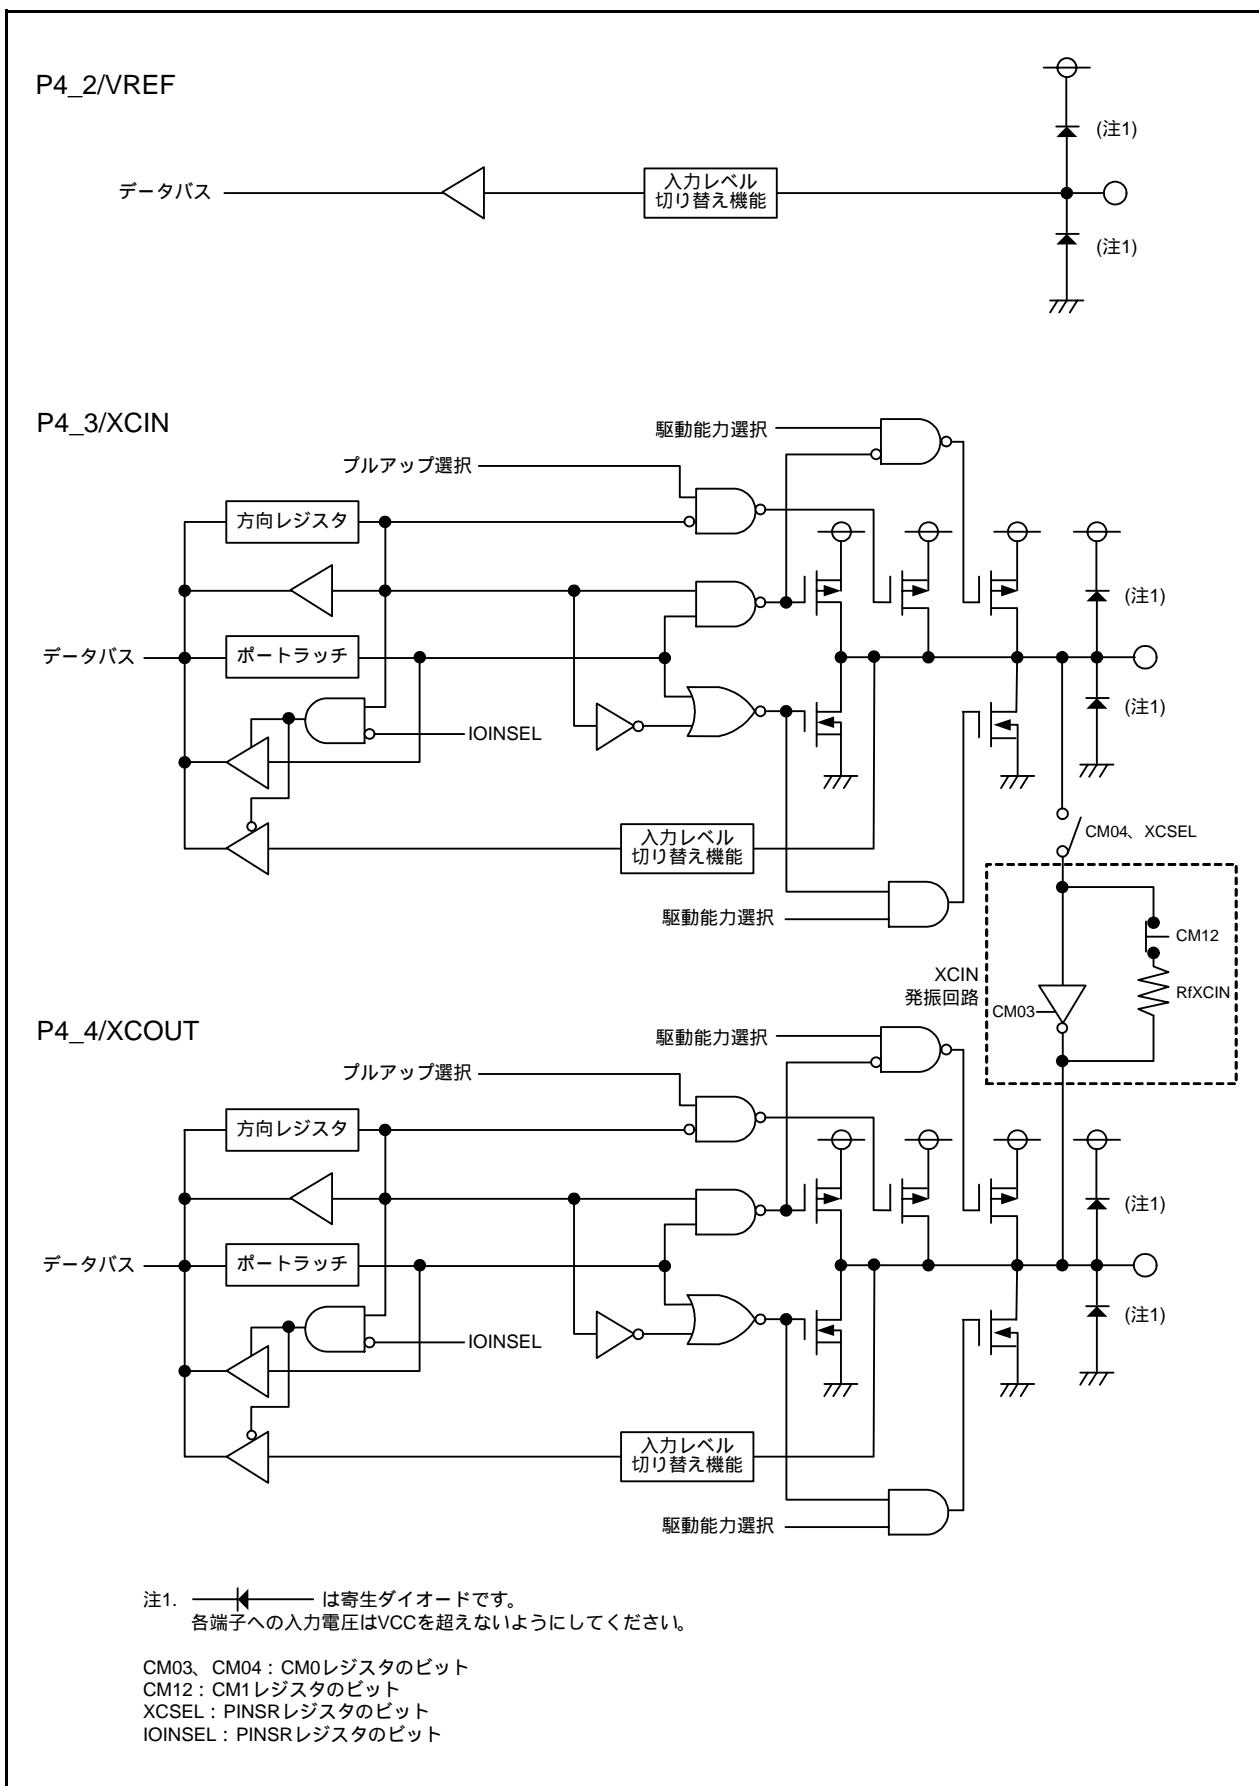 P4_2/VREF
(注1)
データバス
入力レベル
切り替え機能
(注1)
P4_3/XCIN
駆動能力選択
プルアップ選択
方向レジスタ
(注1)
データバス
ポートラッチ
(注1)
IOINSEL
CM04、XCSEL
入力レベル
切り替え機能
駆動能力選択
CM12
XCIN
発振回路
RfXCIN
CM03
P4_4/XCOUT
駆動能力選択
プルアップ選択
方向レジスタ
(注1)
データバス
ポートラッチ
(注1)
IOINSEL
入力レベル
切り替え機能
駆動能力選択
注1. は寄生ダイオードです。
各端子への入力電圧はVCCを超えないようにしてください。
CM03、CM04：CM0レジスタのビット
CM12：CM1レジスタのビット
XCSEL：PINSRレジスタのビット
IOINSEL：PINSRレジスタのビット